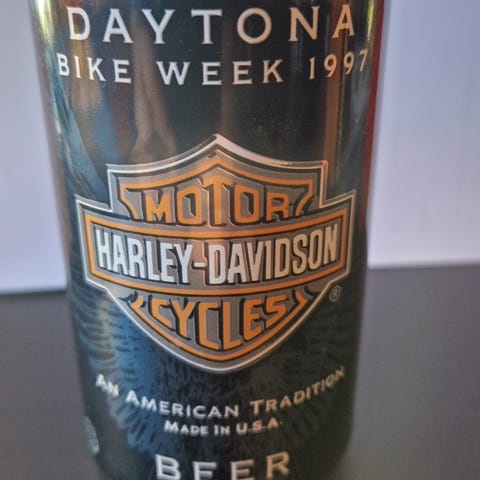 DAYTONA
BIKE WEEK 1997
MOTOR
HARLEY-DAVIDSON
CYCLES
®
AN AMERICAN TRADITION
MADE IN U.S.A.
BEER